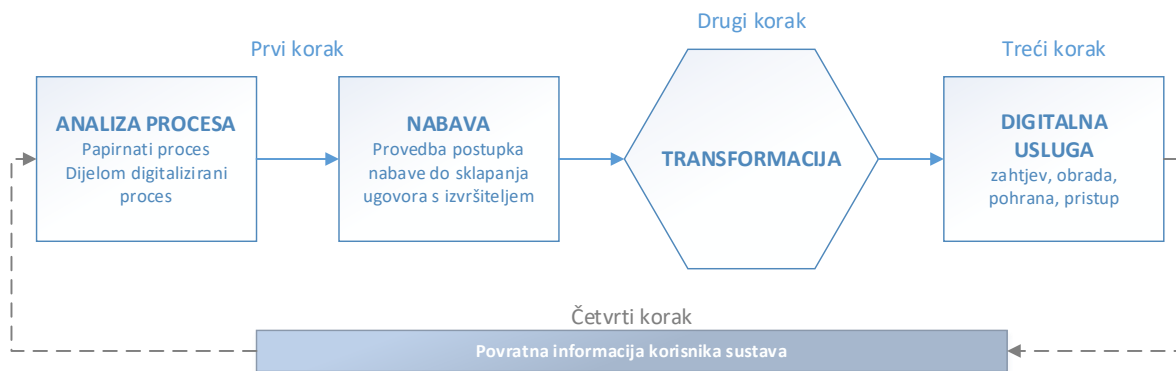 Prvi korak
Drugi korak
Treći korak
ANALIZA PROCESA
Papirnati proces
Dijelom digitalizirani
proces
NABAVA
Provedba postupka
nabave do sklapanja
ugovora s izvršiteljem
TRANSFORMACIJA
DIGITALNA
USLUGA
zahtjev, obrada,
pohrana, pristup
Četvrti korak
Povratna informacija korisnika sustava